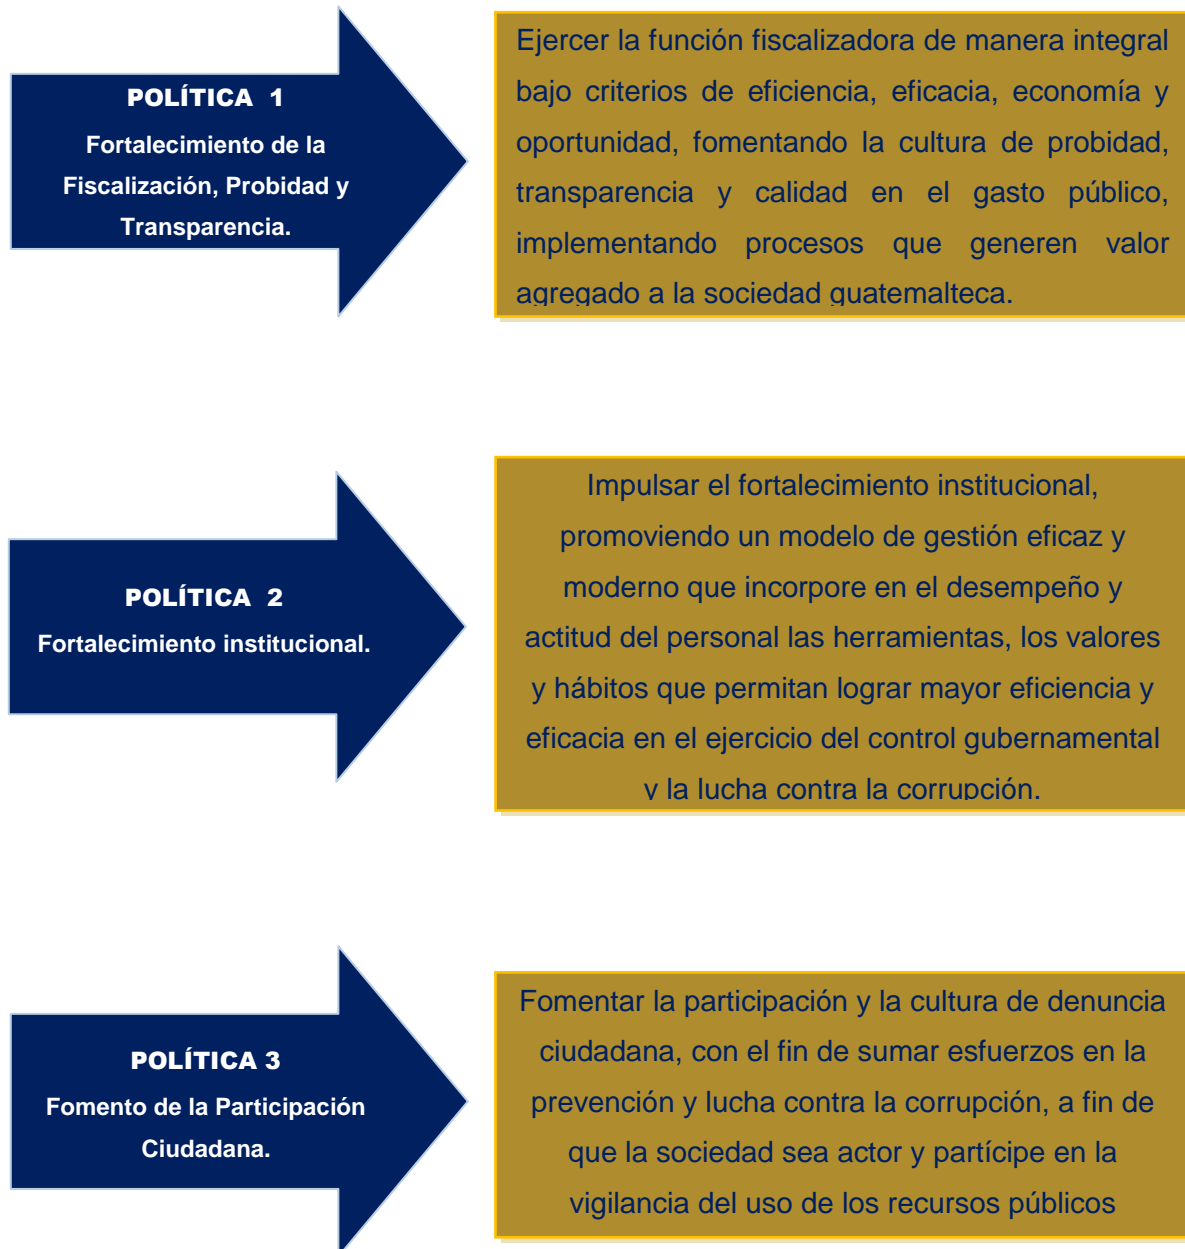 POLÍTICA 1
Fortalecimiento de la
Fiscalización, Probidad y
Transparencia.
Ejercer la función fiscalizadora de manera integral
bajo criterios de eficiencia, eficacia, economía y
oportunidad, fomentando la cultura de probidad,
transparencia y calidad en el gasto público,
implementando procesos que generen valor
agregado a la sociedad guatemalteca.
POLÍTICA 2
Fortalecimiento institucional.
Impulsar el fortalecimiento institucional,
promoviendo un modelo de gestión eficaz y
moderno que incorpore en el desempeño y
actitud del personal las herramientas, los valores
y hábitos que permitan lograr mayor eficiencia y
eficacia en el ejercicio del control gubernamental
y la lucha contra la corrupción.
POLÍTICA 3
Fomento de la Participación
Ciudadana.
Fomentar la participación y la cultura de denuncia
ciudadana, con el fin de sumar esfuerzos en la
prevención y lucha contra la corrupción, a fin de
que la sociedad sea actor y partícipe en la
vigilancia del uso de los recursos públicos